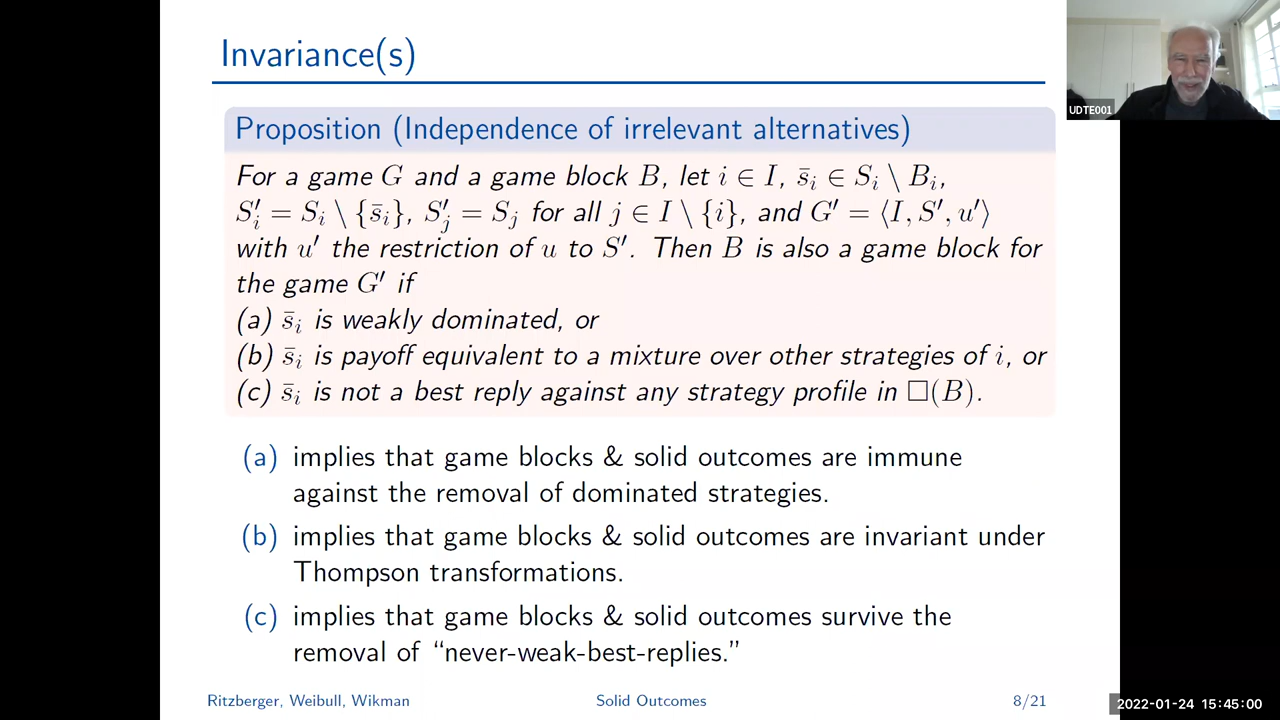 Invariance(s)
UDTE001
Proposition (Independence of irrelevant alternatives)
For a game G and a game block B, let i ∈ I, s̄ᵢ ∈ Sᵢ \ Bᵢ,
S′ᵢ = Sᵢ \ {s̄ᵢ}, S′ⱼ = Sⱼ for all j ∈ I \ {i}, and G′ = ⟨I, S′, u′⟩
with u′ the restriction of u to S′. Then B is also a game block for
the game G′ if
(a) s̄ᵢ is weakly dominated, or
(b) s̄ᵢ is payoff equivalent to a mixture over other strategies of i, or
(c) s̄ᵢ is not a best reply against any strategy profile in □(B).
(a) implies that game blocks & solid outcomes are immune
against the removal of dominated strategies.
(b) implies that game blocks & solid outcomes are invariant under
Thompson transformations.
(c) implies that game blocks & solid outcomes survive the
removal of “never-weak-best-replies.”
Ritzberger, Weibull, Wikman Solid Outcomes 8/21
2022-01-24 15:45:00